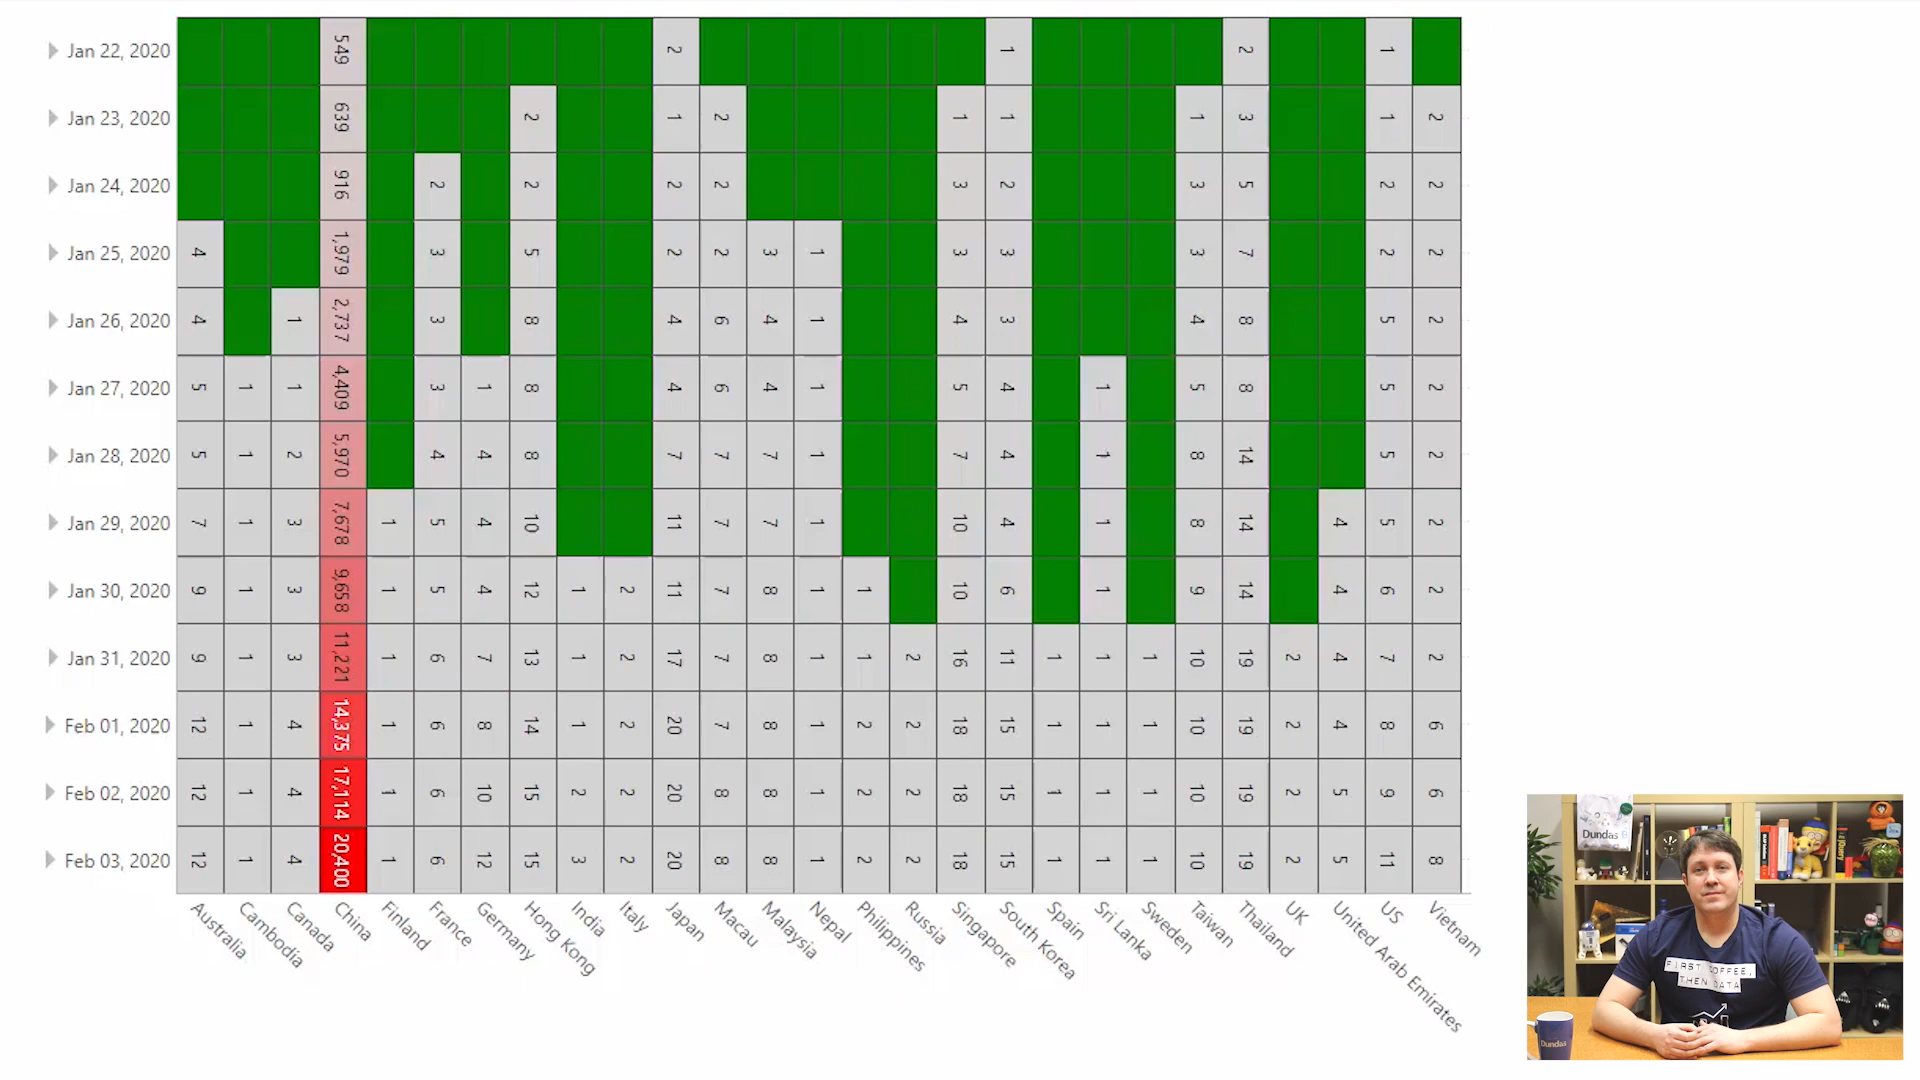 Jan 22, 2020 549 2 1 2 1
Jan 23, 2020 639 2 1 2 1 1 1 3 1 2
Jan 24, 2020 916 2 2 2 2 3 2 3 5 2 2
Jan 25, 2020 4 1,979 3 5 2 2 3 1 3 3 3 7 2 2
Jan 26, 2020 4 1 2,737 3 8 4 6 4 1 4 3 4 8 5 2
Jan 27, 2020 5 1 1 4,409 3 1 8 4 6 4 1 5 4 1 5 8 5 2
Jan 28, 2020 5 1 2 5,970 4 4 8 7 7 7 1 7 4 1 8 14 5 2
Jan 29, 2020 7 1 3 7,678 1 5 4 10 11 7 7 1 10 4 1 8 14 4 5 2
Jan 30, 2020 9 1 3 9,658 1 5 4 12 1 2 11 7 8 1 1 10 6 1 9 14 4 6 2
Jan 31, 2020 9 1 3 11,221 1 6 7 13 1 2 17 7 8 1 1 2 16 11 1 1 1 10 19 2 4 7 2
Feb 01, 2020 12 1 4 14,375 1 6 8 14 1 2 20 7 8 1 2 2 18 15 1 1 1 10 19 2 4 8 6
Feb 02, 2020 12 1 4 17,114 1 6 10 15 2 2 20 8 8 1 2 2 18 15 1 1 1 10 19 2 5 9 6
Feb 03, 2020 12 1 4 20,400 1 6 12 15 3 2 20 8 8 1 2 2 18 15 1 1 1 10 19 2 5 11 8
Australia Cambodia Canada China Finland France Germany Hong Kong India Italy Japan Macau Malaysia Nepal Philippines Russia Singapore South Korea Spain Sri Lanka Sweden Taiwan Thailand UK United Arab Emirates US Vietnam
Dundas
jQuery
FIRST COFFEE,
THEN DATA
Dundas